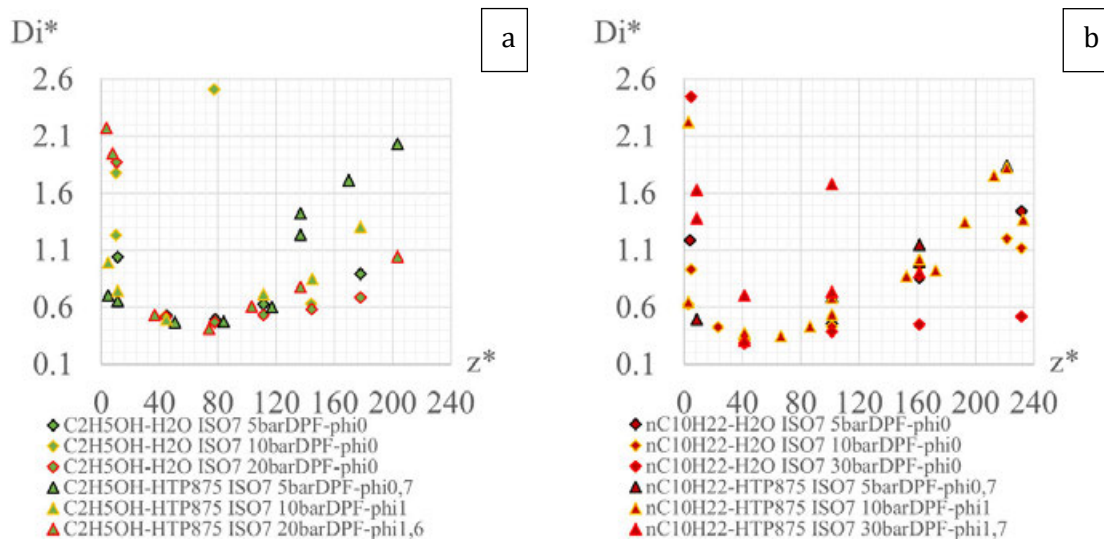 Di*
a
2.6
2.1
1.6
1.1
0.6
0.1
0 40 80 120 160 200 240
z*
C2H5OH-H2O ISO7 5barDPF-phi0
C2H5OH-H2O ISO7 10barDPF-phi0
C2H5OH-H2O ISO7 20barDPF-phi0
C2H5OH-HTP875 ISO7 5barDPF-phi0,7
C2H5OH-HTP875 ISO7 10barDPF-phi1
C2H5OH-HTP875 ISO7 20barDPF-phi1,6
Di*
b
2.6
2.1
1.6
1.1
0.6
0.1
0 40 80 120 160 200 240
z*
nC10H22-H2O ISO7 5barDPF-phi0
nC10H22-H2O ISO7 10barDPF-phi0
nC10H22-H2O ISO7 30barDPF-phi0
nC10H22-HTP875 ISO7 5barDPF-phi0,7
nC10H22-HTP875 ISO7 10barDPF-phi1
nC10H22-HTP875 ISO7 30barDPF-phi1,7